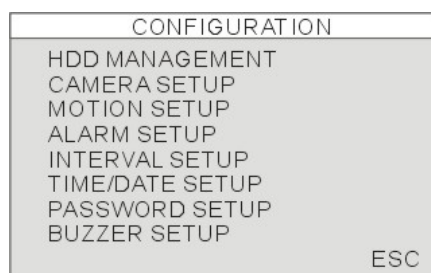 CONFIGURATION
HDD MANAGEMENT
CAMERA SETUP
MOTION SETUP
ALARM SETUP
INTERVAL SETUP
TIME/DATE SETUP
PASSWORD SETUP
BUZZER SETUP
ESC